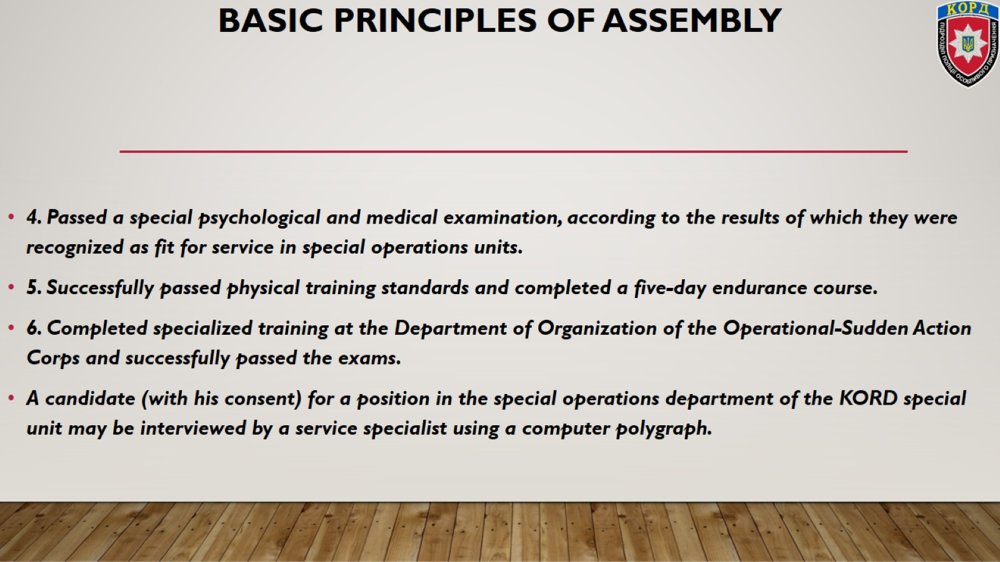 BASIC PRINCIPLES OF ASSEMBLY
КОРД
ПІДРОЗДІЛ ПОЛІЦІЇ ОСОБЛИВОГО ПРИЗНАЧЕННЯ
• 4. Passed a special psychological and medical examination, according to the results of which they were
recognized as fit for service in special operations units.
• 5. Successfully passed physical training standards and completed a five-day endurance course.
• 6. Completed specialized training at the Department of Organization of the Operational-Sudden Action
Corps and successfully passed the exams.
• A candidate (with his consent) for a position in the special operations department of the KORD special
unit may be interviewed by a service specialist using a computer polygraph.